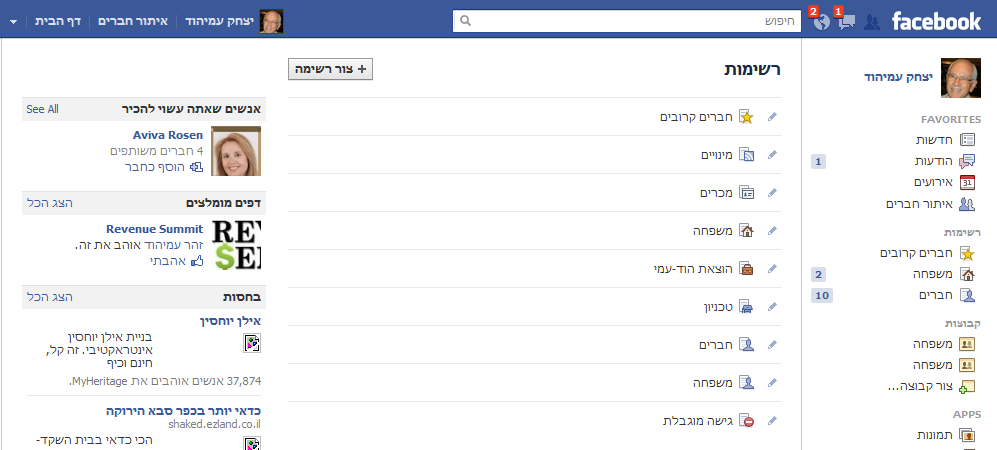 facebook
1
2
חיפוש
יצחק עמיהוד
איתור חברים
דף הבית
יצחק עמיהוד
FAVORITES
חדשות
הודעות
1
אירועים
איתור חברים
רשימות
חברים קרובים
משפחה
2
חברים
10
קבוצות
משפחה
משפחה
צור קבוצה...
APPS
תמונות
רשימות
+ צור רשימה
חברים קרובים
מינויים
מכרים
משפחה
הוצאת הוד-עמי
טכניון
חברים
משפחה
גישה מוגבלת
אנשים שאתה עשוי להכיר
See All
Aviva Rosen
4 חברים משותפים
הוסף כחבר
דפים מומלצים
הצג הכל
REV
$EI
Revenue Summit
זהר עמיהוד אוהב את זה.
אהבתי
בחסות
הצג הכל
אילן יוחסין
בניית אילן יוחסין
אינטראקטיבי. זה קל,
חינם וכיף
37,874 אנשים אוהבים את MyHeritage.
כדאי יותר בכפר סבא הירוקה
shaked.ezland.co.il
הכי כדאי בבית השקד-